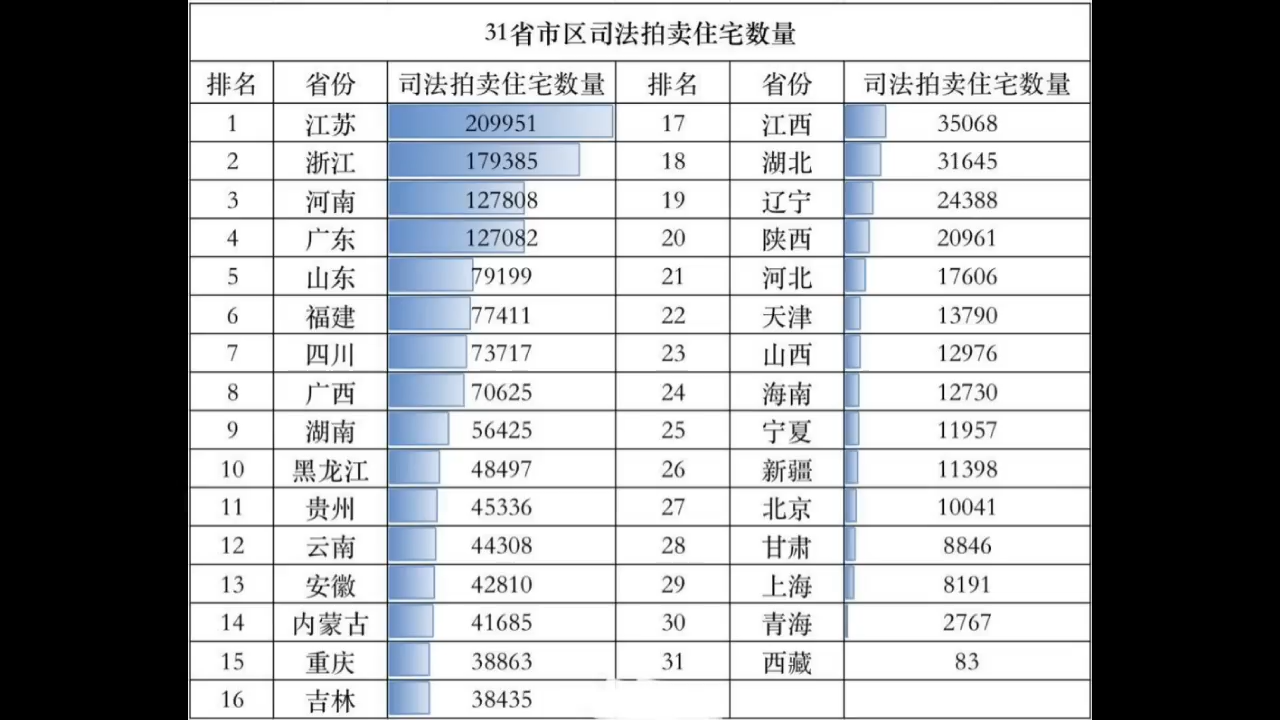 31省市区司法拍卖住宅数量
排名 省份 司法拍卖住宅数量 排名 省份 司法拍卖住宅数量
1 江苏 209951 17 江西 35068
2 浙江 179385 18 湖北 31645
3 河南 127808 19 辽宁 24388
4 广东 127082 20 陕西 20961
5 山东 79199 21 河北 17606
6 福建 77411 22 天津 13790
7 四川 73717 23 山西 12976
8 广西 70625 24 海南 12730
9 湖南 56425 25 宁夏 11957
10 黑龙江 48497 26 新疆 11398
11 贵州 45336 27 北京 10041
12 云南 44308 28 甘肃 8846
13 安徽 42810 29 上海 8191
14 内蒙古 41685 30 青海 2767
15 重庆 38863 31 西藏 83
16 吉林 38435